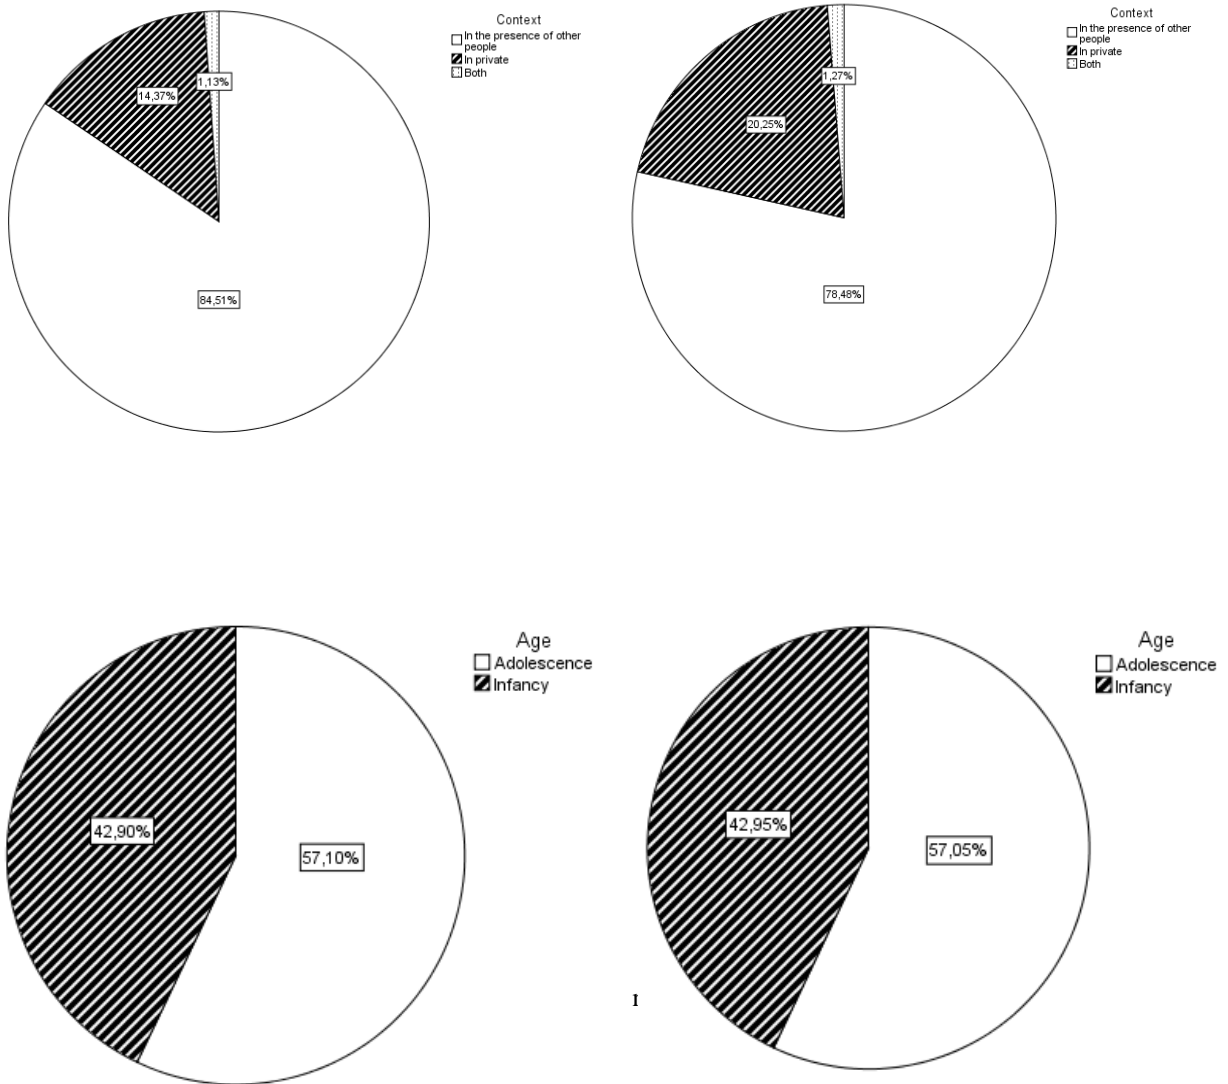 Context
In the presence of other
people
In private
Both
14,37%
1,13%
84,51%
Context
In the presence of other
people
In private
Both
20,25%
1,27%
78,48%
Age
Adolescence
Infancy
42,90%
57,10%
Age
Adolescence
Infancy
42,95%
57,05%
I